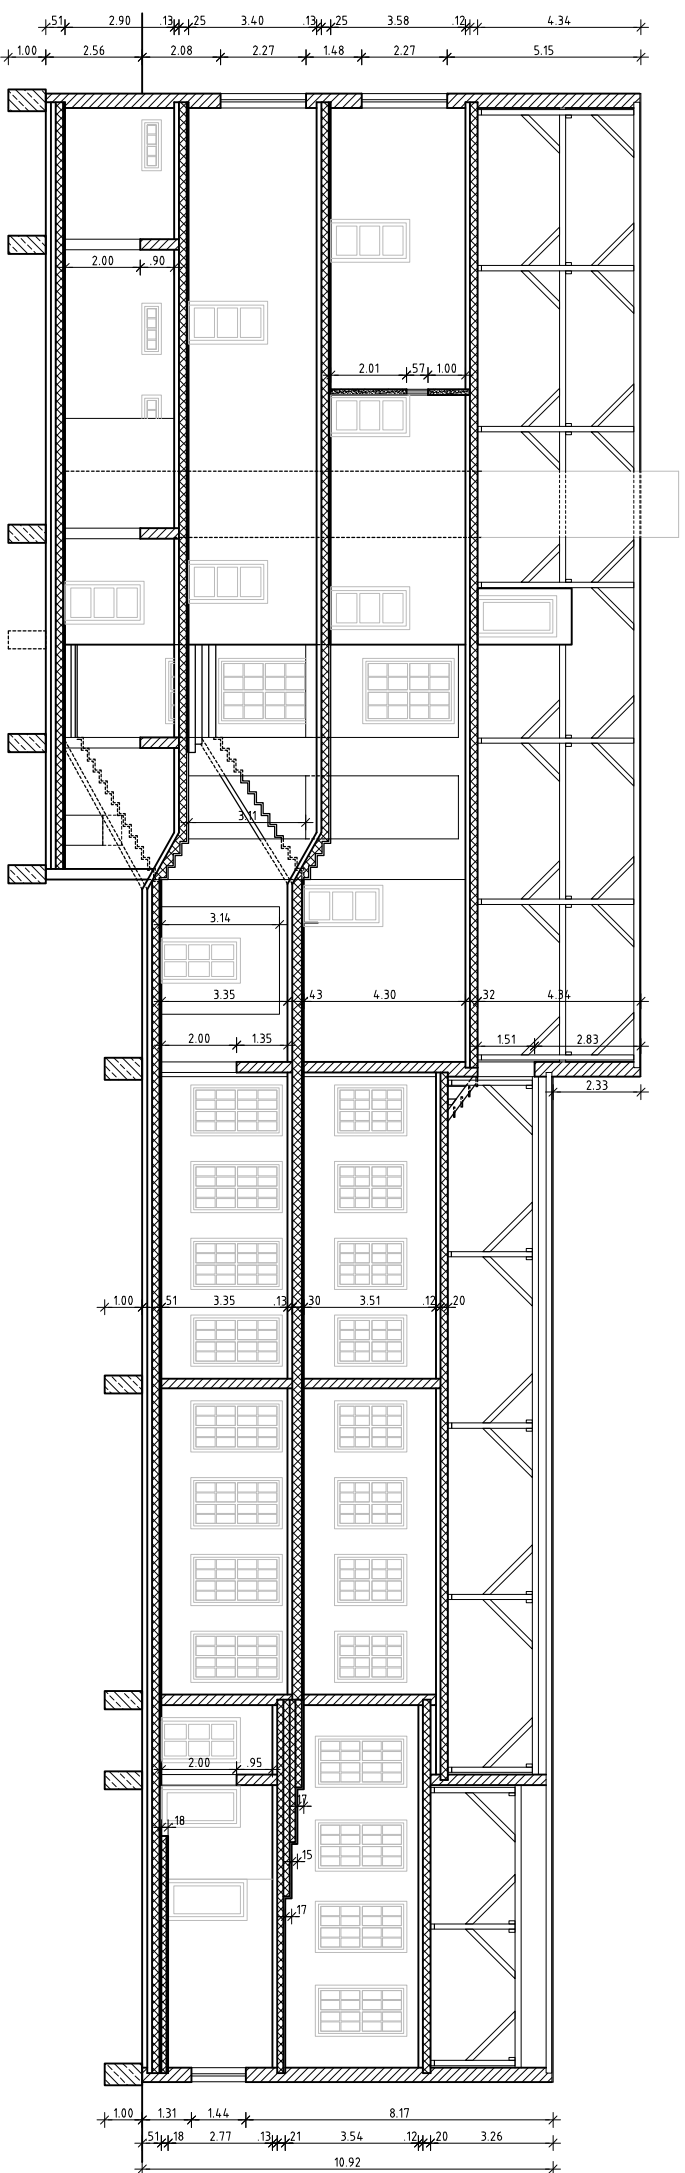 .51 2.90 .13 .25 3.40 .13 .25 3.58 .12 4.34
1.00 2.56 2.08 2.27 1.48 2.27 5.15
2.00 .90
2.01 .57 1.00
3.11
3.14
3.35 .43 4.30 .32 4.34
2.00 1.35 1.51 2.83
2.33
1.00 .51 3.35 .13 .30 3.51 .12 .20
2.00 .95
.17
.18
.15
.17
1.00 1.31 1.44 8.17
.51 .18 2.77 .13 .21 3.54 .12 .20 3.26
10.92